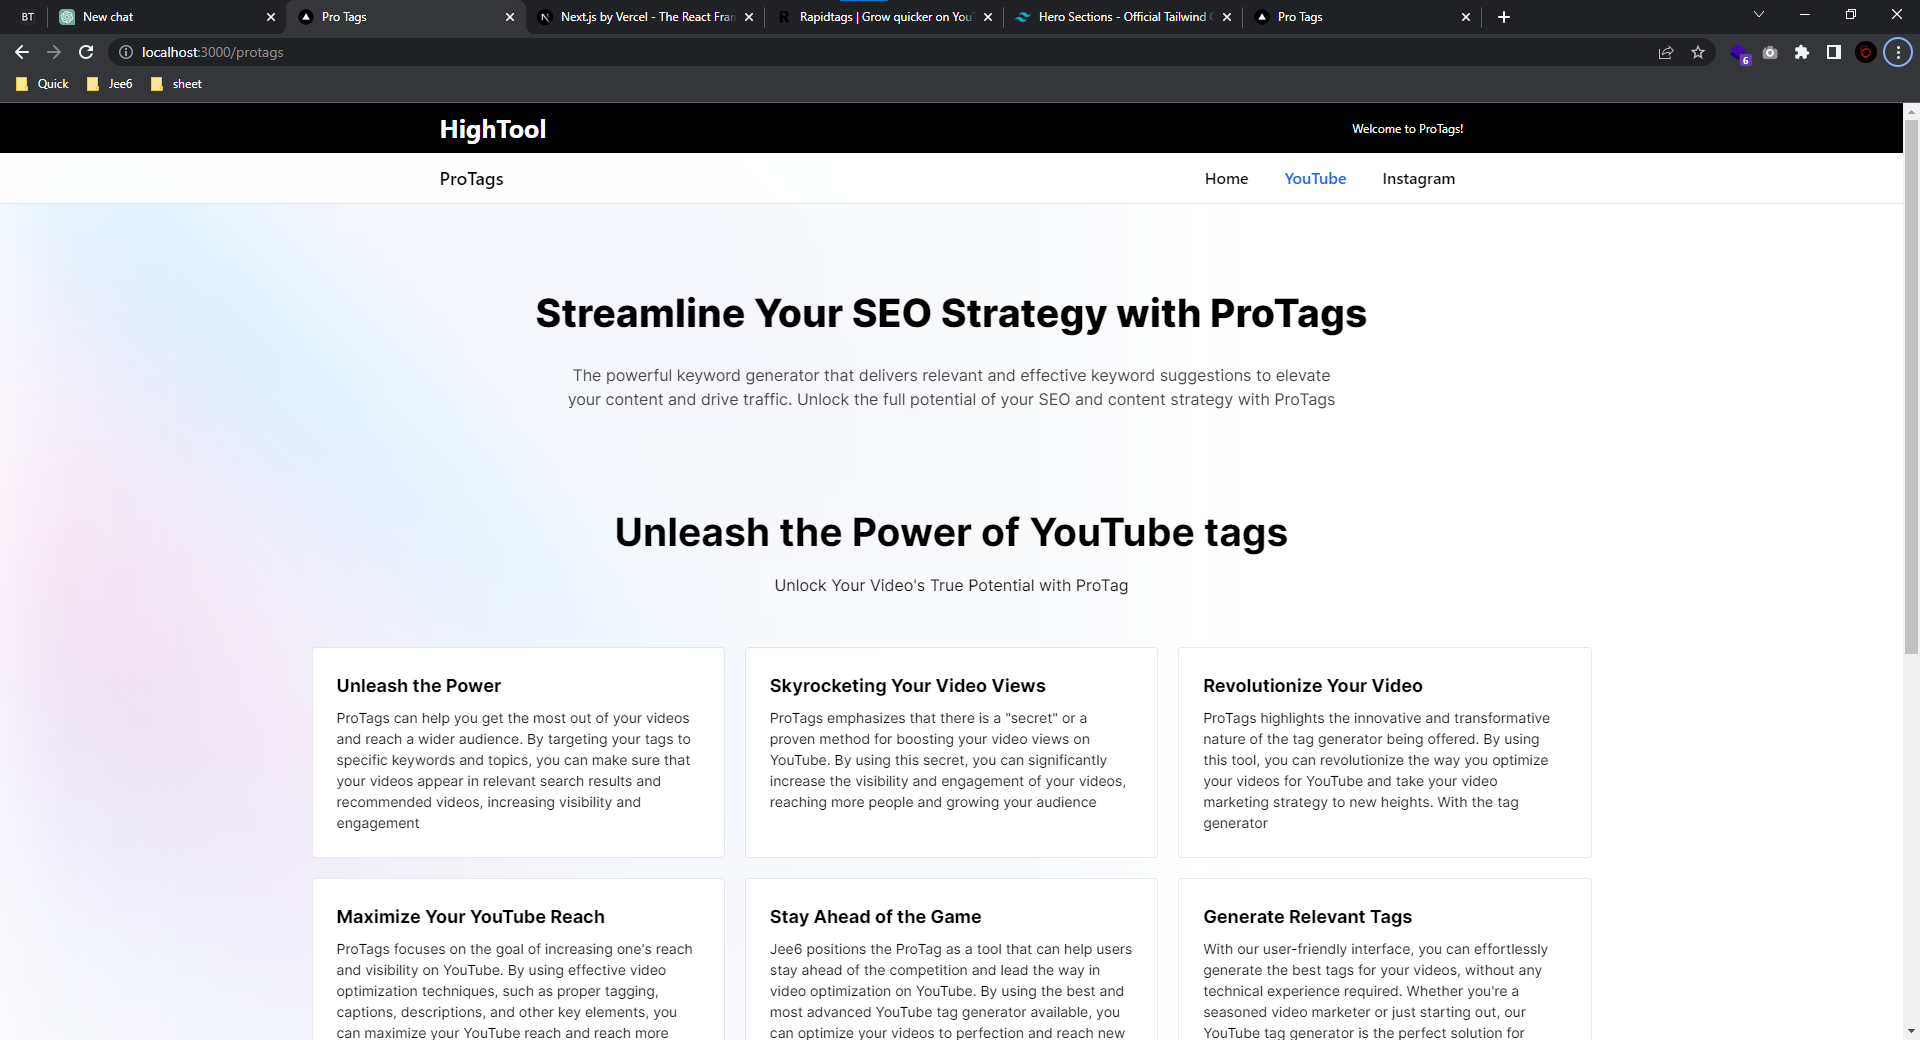 BT
New chat
Pro Tags
Next.js by Vercel - The React Fram
Rapidtags | Grow quicker on You
Hero Sections - Official Tailwind
Pro Tags
localhost:3000/protags
6
Quick
Jee6
sheet
HighTool
Welcome to ProTags!
ProTags
Home
YouTube
Instagram
Streamline Your SEO Strategy with ProTags
The powerful keyword generator that delivers relevant and effective keyword suggestions to elevate
your content and drive traffic. Unlock the full potential of your SEO and content strategy with ProTags
Unleash the Power of YouTube tags
Unlock Your Video's True Potential with ProTag
Unleash the Power
ProTags can help you get the most out of your videos
and reach a wider audience. By targeting your tags to
specific keywords and topics, you can make sure that
your videos appear in relevant search results and
recommended videos, increasing visibility and
engagement
Skyrocketing Your Video Views
ProTags emphasizes that there is a "secret" or a
proven method for boosting your video views on
YouTube. By using this secret, you can significantly
increase the visibility and engagement of your videos,
reaching more people and growing your audience
Revolutionize Your Video
ProTags highlights the innovative and transformative
nature of the tag generator being offered. By using
this tool, you can revolutionize the way you optimize
your videos for YouTube and take your video
marketing strategy to new heights. With the tag
generator
Maximize Your YouTube Reach
ProTags focuses on the goal of increasing one's reach
and visibility on YouTube. By using effective video
optimization techniques, such as proper tagging,
captions, descriptions, and other key elements, you
can maximize your YouTube reach and reach more
Stay Ahead of the Game
Jee6 positions the ProTag as a tool that can help users
stay ahead of the competition and lead the way in
video optimization on YouTube. By using the best and
most advanced YouTube tag generator available, you
can optimize your videos to perfection and reach new
Generate Relevant Tags
With our user-friendly interface, you can effortlessly
generate the best tags for your videos, without any
technical experience required. Whether you're a
seasoned video marketer or just starting out, our
YouTube tag generator is the perfect solution for